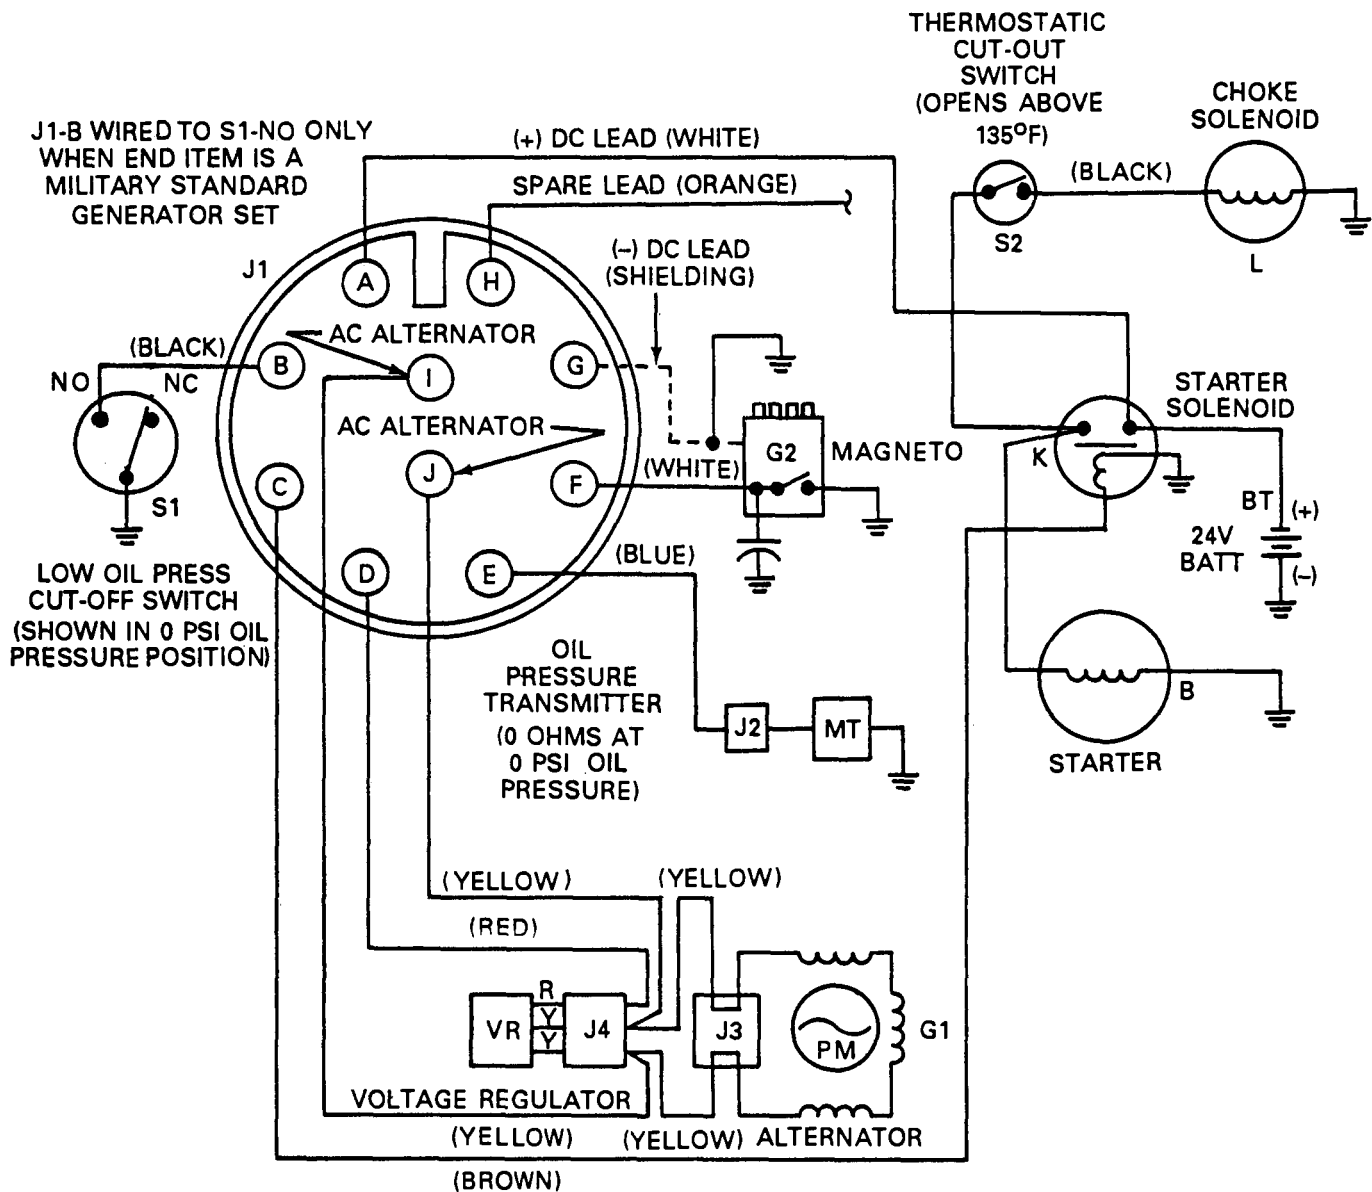 THERMOSTATIC
CUT-OUT
SWITCH
(OPENS ABOVE
135ºF)
CHOKE
SOLENOID
J1-B WIRED TO S1-NO ONLY
WHEN END ITEM IS A
MILITARY STANDARD
GENERATOR SET
(+) DC LEAD (WHITE)
SPARE LEAD (ORANGE)
(BLACK)
S2
L
(–) DC LEAD
(SHIELDING)
J1
A
H
AC ALTERNATOR
(BLACK)
B
I
G
NO
NC
AC ALTERNATOR
STARTER
SOLENOID
G2
MAGNETO
K
(WHITE)
C
J
F
S1
BT
(+)
24V
BATT
(–)
(BLUE)
D
E
LOW OIL PRESS
CUT-OFF SWITCH
(SHOWN IN 0 PSI OIL
PRESSURE POSITION)
OIL
PRESSURE
TRANSMITTER
(0 OHMS AT
0 PSI OIL
PRESSURE)
J2
MT
B
STARTER
(YELLOW)
(YELLOW)
(RED)
VR
R
Y
Y
J4
J3
PM
G1
VOLTAGE REGULATOR
(YELLOW)
(YELLOW)
ALTERNATOR
(BROWN)